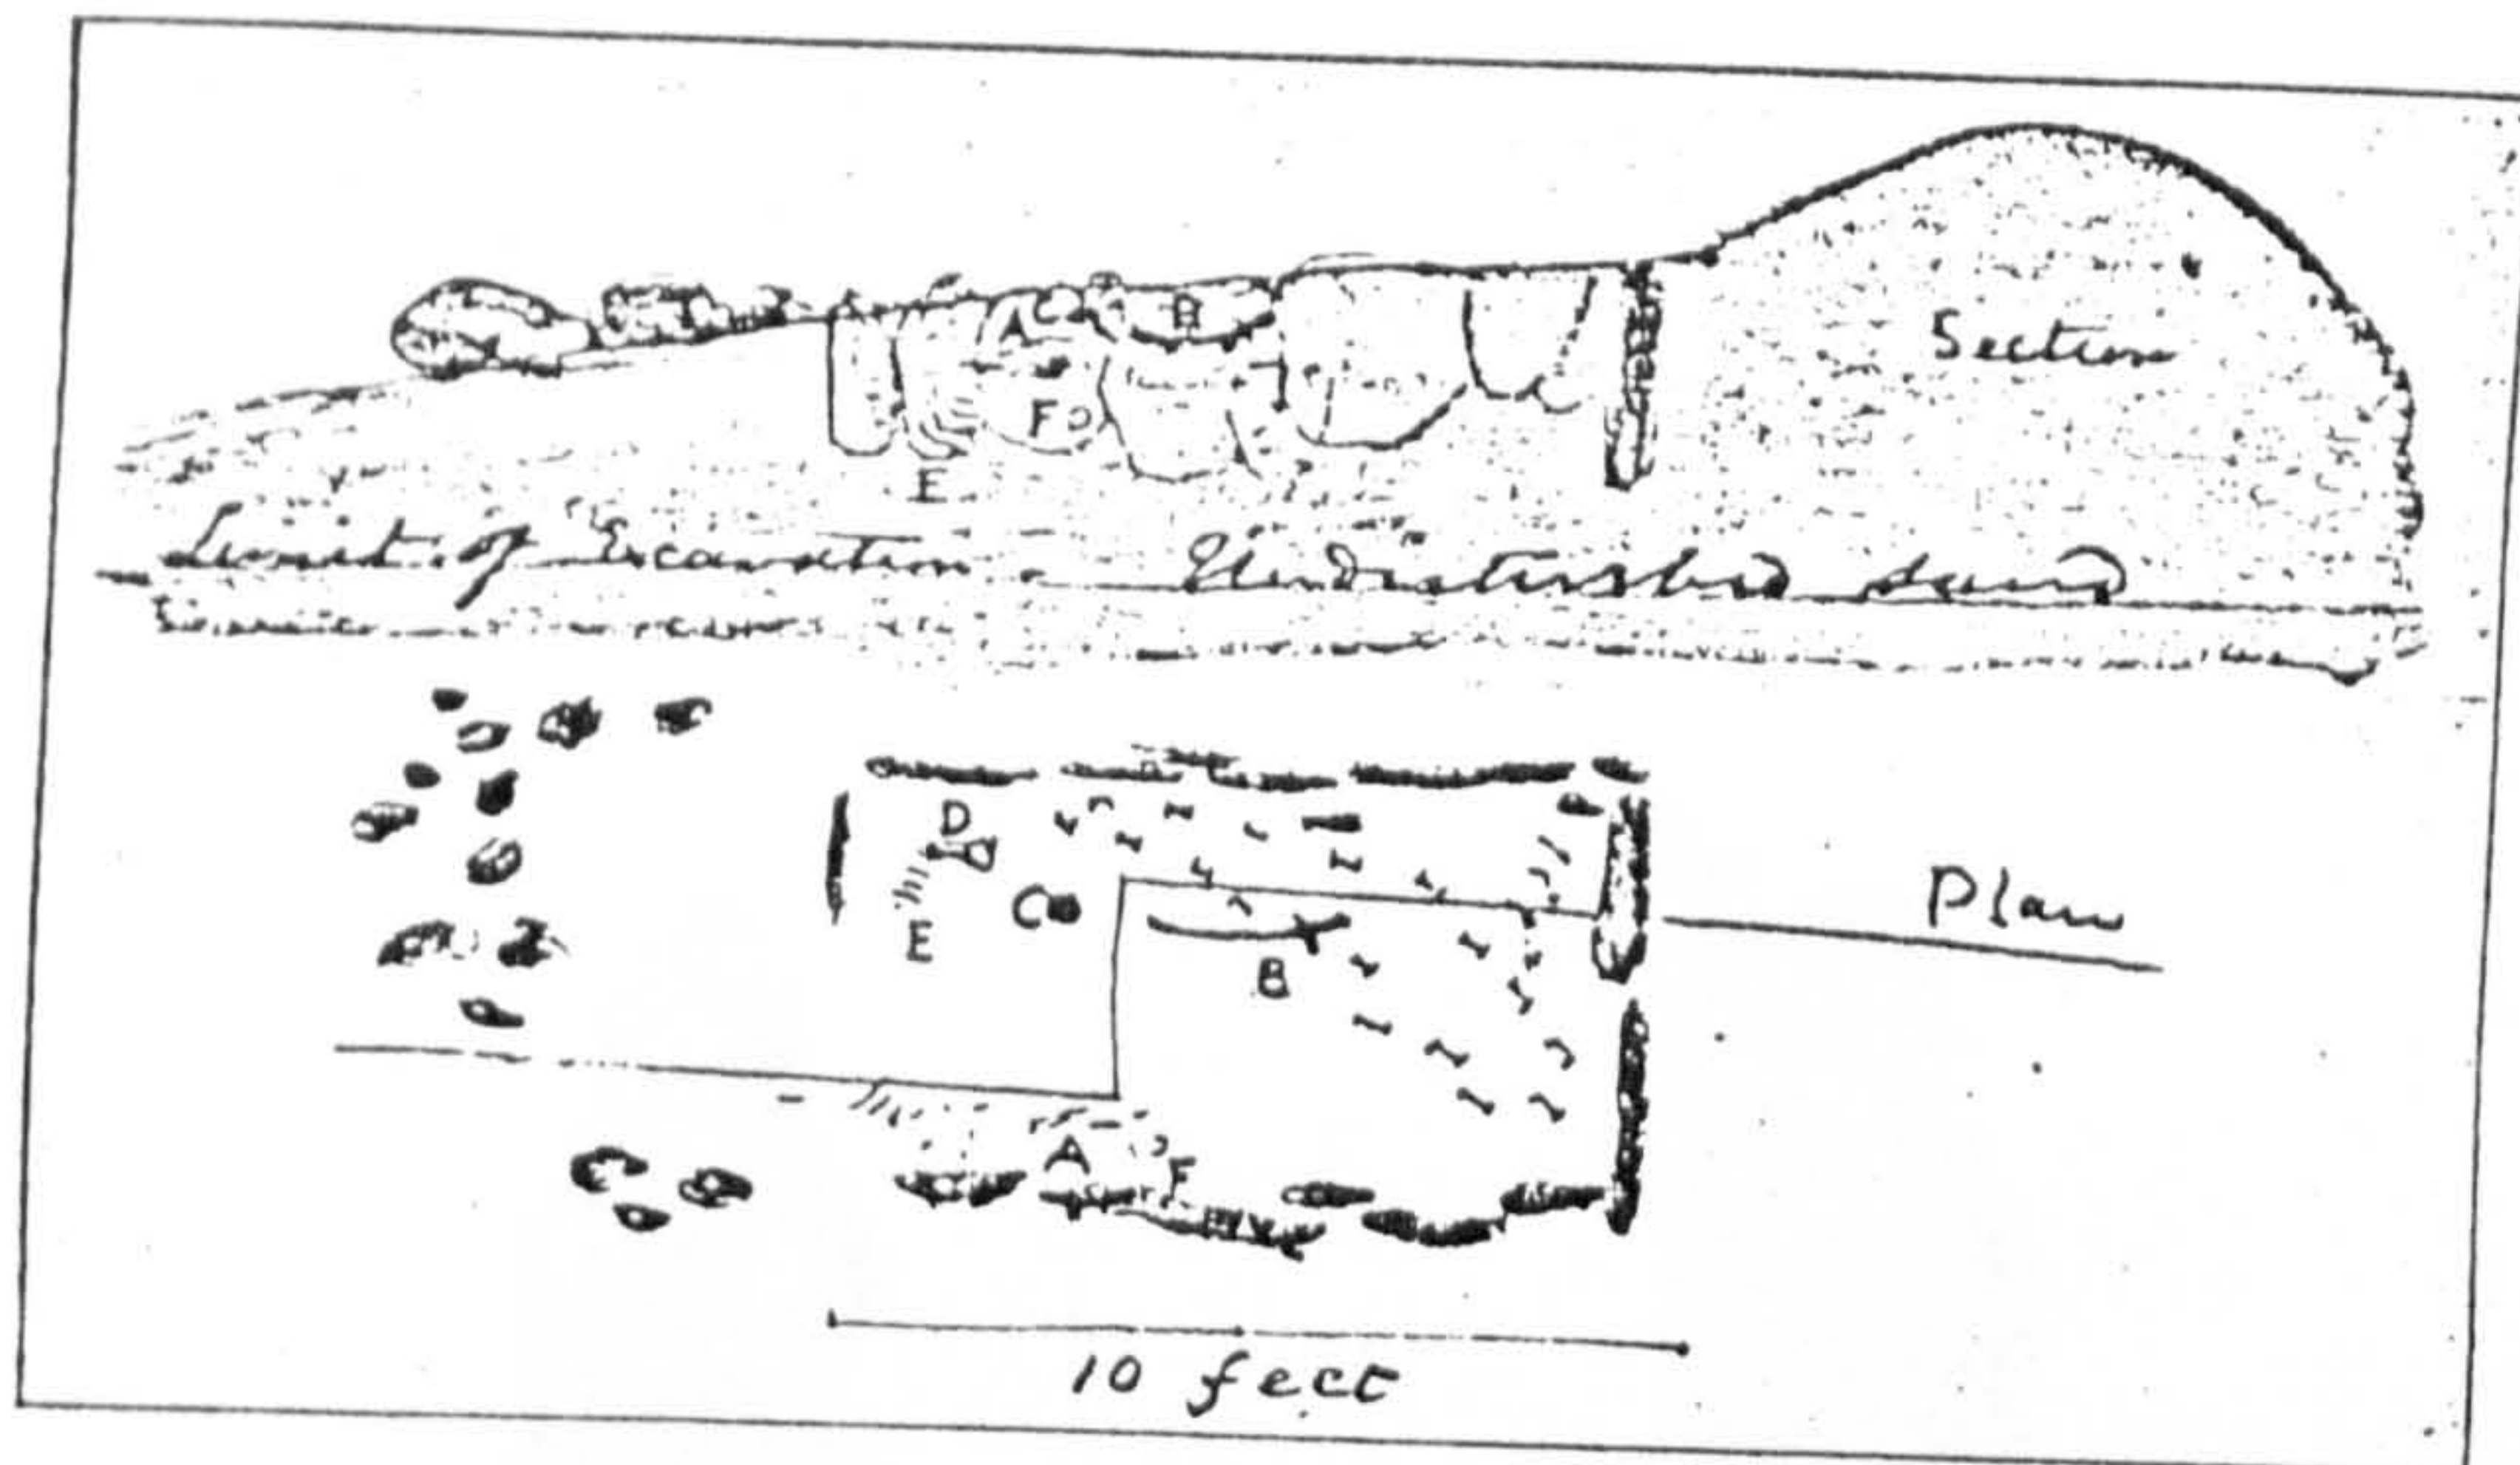 A C B
Section
F
E
Limit of Excavation - Undisturbed sand
D
C
E
B
Plan
A
F
10 feet